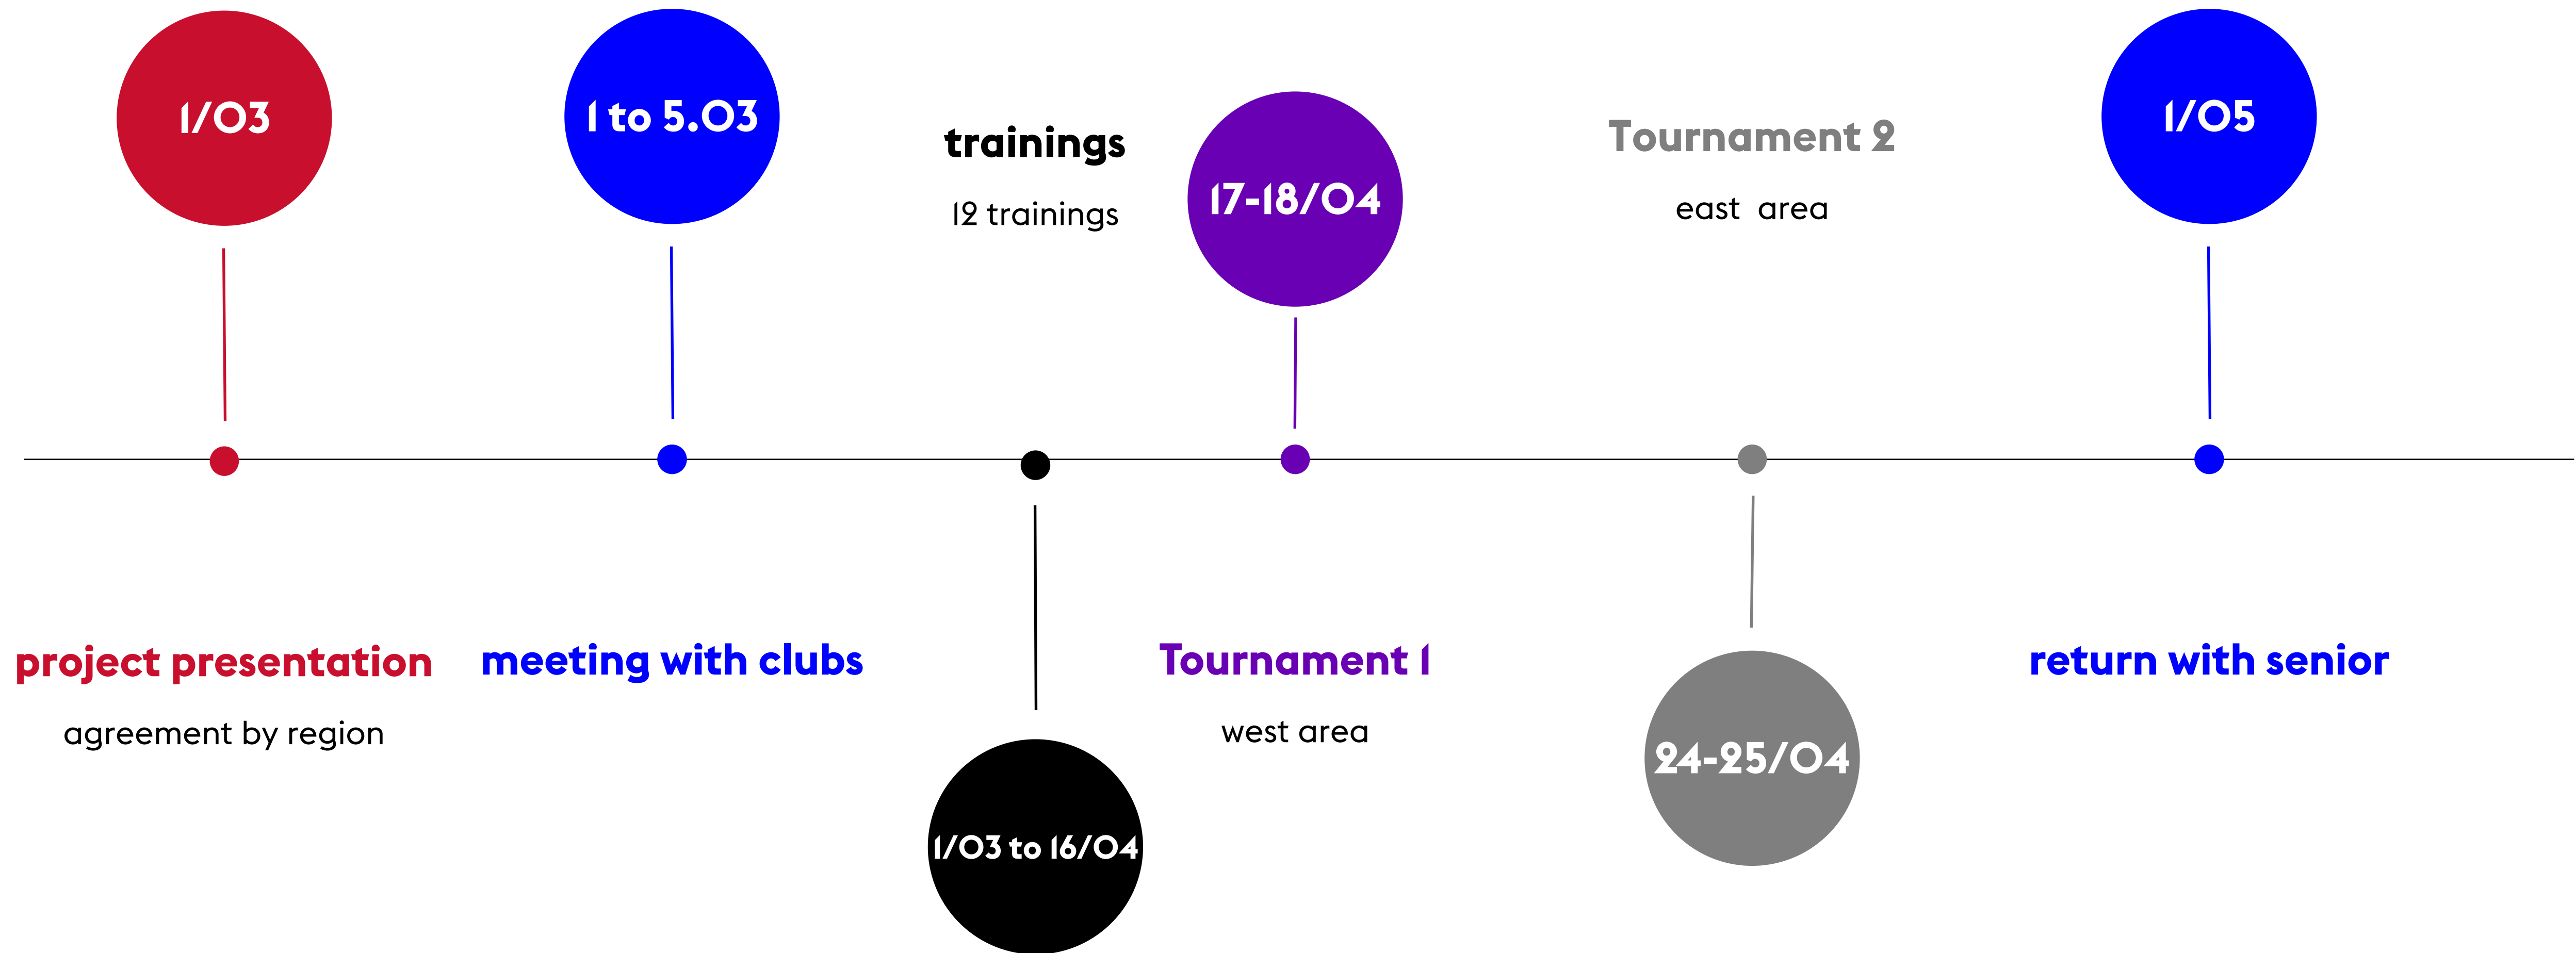 1/03
project presentation
agreement by region
1 to 5.03
meeting with clubs
trainings
12 trainings
1/03 to 16/04
17-18/04
Tournament 1
west area
Tournament 2
east area
24-25/04
1/05
return with senior